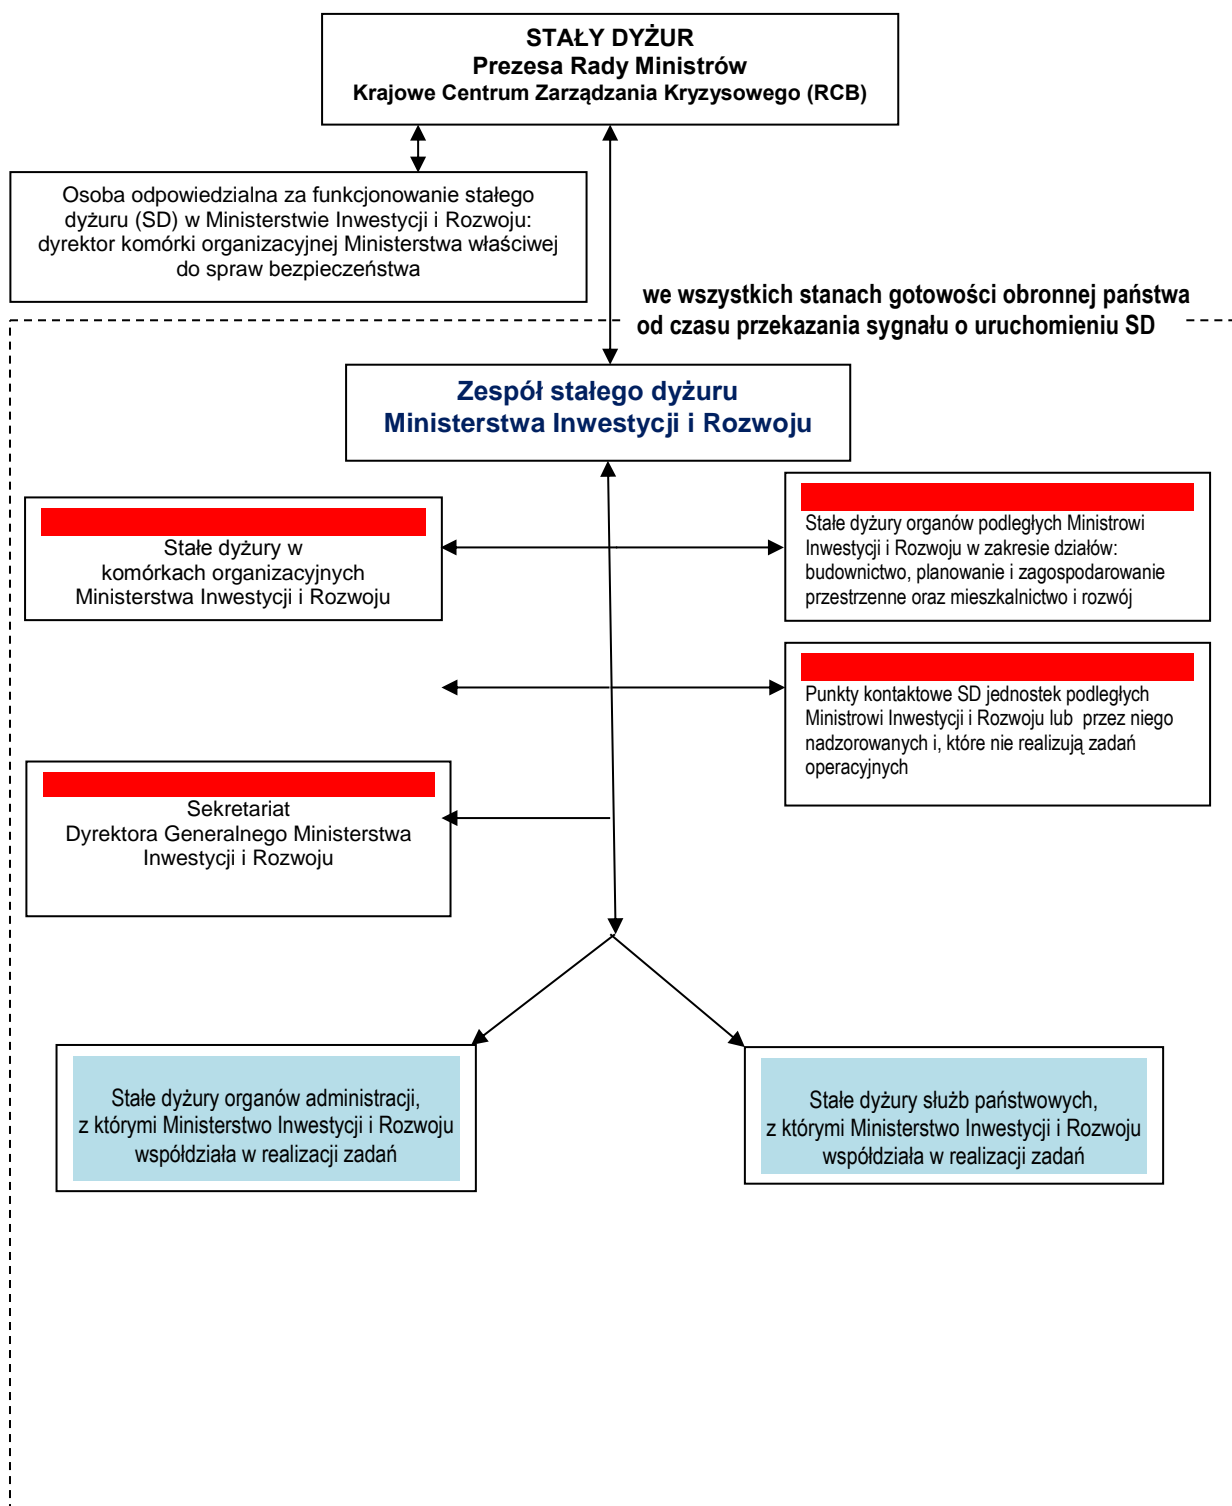 STAŁY DYŻUR
Prezesa Rady Ministrów
Krajowe Centrum Zarządzania Kryzysowego (RCB)
Osoba odpowiedzialna za funkcjonowanie stałego
dyżuru (SD) w Ministerstwie Inwestycji i Rozwoju:
dyrektor komórki organizacyjnej Ministerstwa właściwej
do spraw bezpieczeństwa
we wszystkich stanach gotowości obronnej państwa
od czasu przekazania sygnału o uruchomieniu SD
Zespół stałego dyżuru
Ministerstwa Inwestycji i Rozwoju
Stałe dyżury w
komórkach organizacyjnych
Ministerstwa Inwestycji i Rozwoju
Stałe dyżury organów podległych Ministrowi
Inwestycji i Rozwoju w zakresie działów:
budownictwo, planowanie i zagospodarowanie
przestrzenne oraz mieszkalnictwo i rozwój
Punkty kontaktowe SD jednostek podległych
Ministrowi Inwestycji i Rozwoju lub przez niego
nadzorowanych i, które nie realizują zadań
operacyjnych
Sekretariat
Dyrektora Generalnego Ministerstwa
Inwestycji i Rozwoju
Stałe dyżury organów administracji,
z którymi Ministerstwo Inwestycji i Rozwoju
współdziała w realizacji zadań
Stałe dyżury służb państwowych,
z którymi Ministerstwo Inwestycji i Rozwoju
współdziała w realizacji zadań